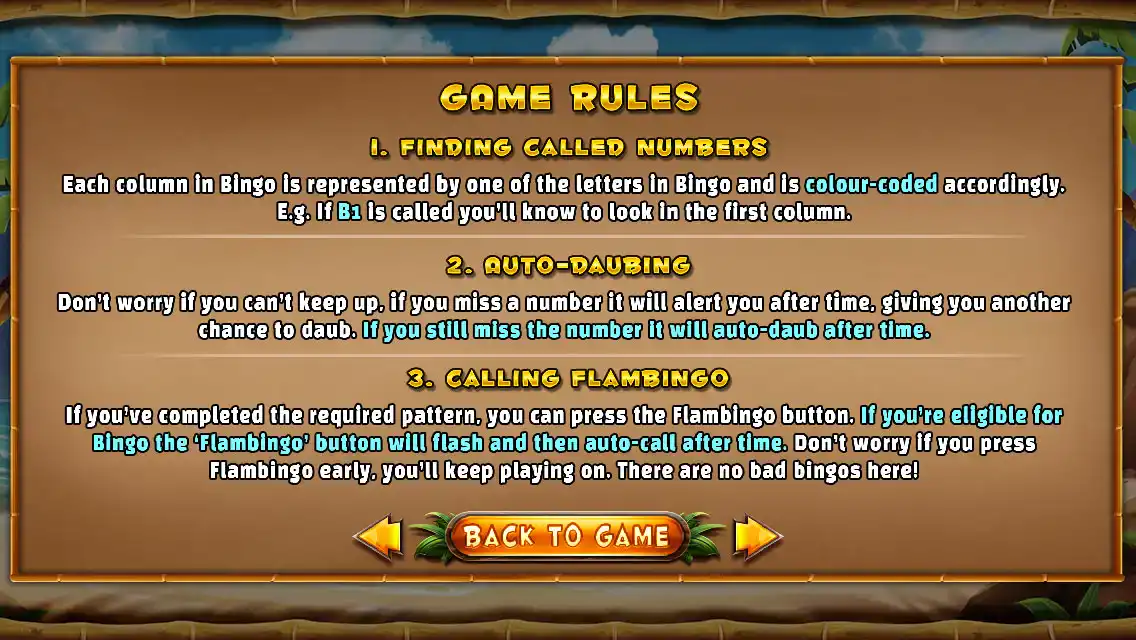 GAME RULES
1. FINDING CALLED NUMBERS
Each column in Bingo is represented by one of the letters in Bingo and is colour-coded accordingly.
E.g. If B1 is called you'll know to look in the first column.
2. AUTO-DAUBING
Don't worry if you can't keep up, if you miss a number it will alert you after time, giving you another
chance to daub. If you still miss the number it will auto-daub after time.
3. CALLING FLAMBINGO
If you've completed the required pattern, you can press the Flambingo button. If you're eligible for
Bingo the 'Flambingo' button will flash and then auto-call after time. Don't worry if you press
Flambingo early, you'll keep playing on. There are no bad bingos here!
BACK TO GAME